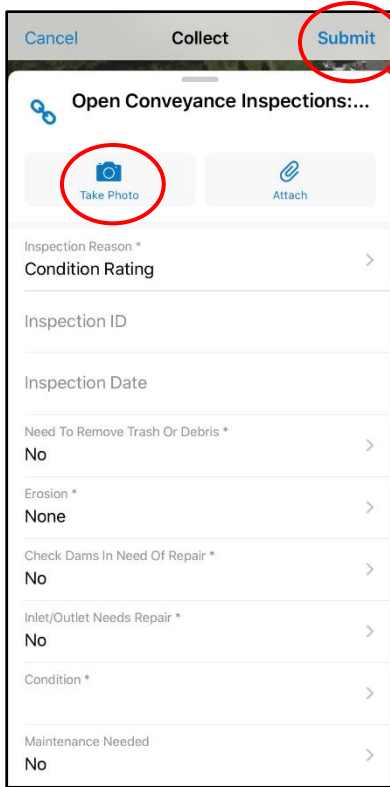 Cancel Collect Submit
Open Conveyance Inspections:...
Take Photo Attach
Inspection Reason *
Condition Rating
Inspection ID
Inspection Date
Need To Remove Trash Or Debris *
No
Erosion *
None
Check Dams In Need Of Repair *
No
Inlet/Outlet Needs Repair *
No
Condition *
Maintenance Needed
No